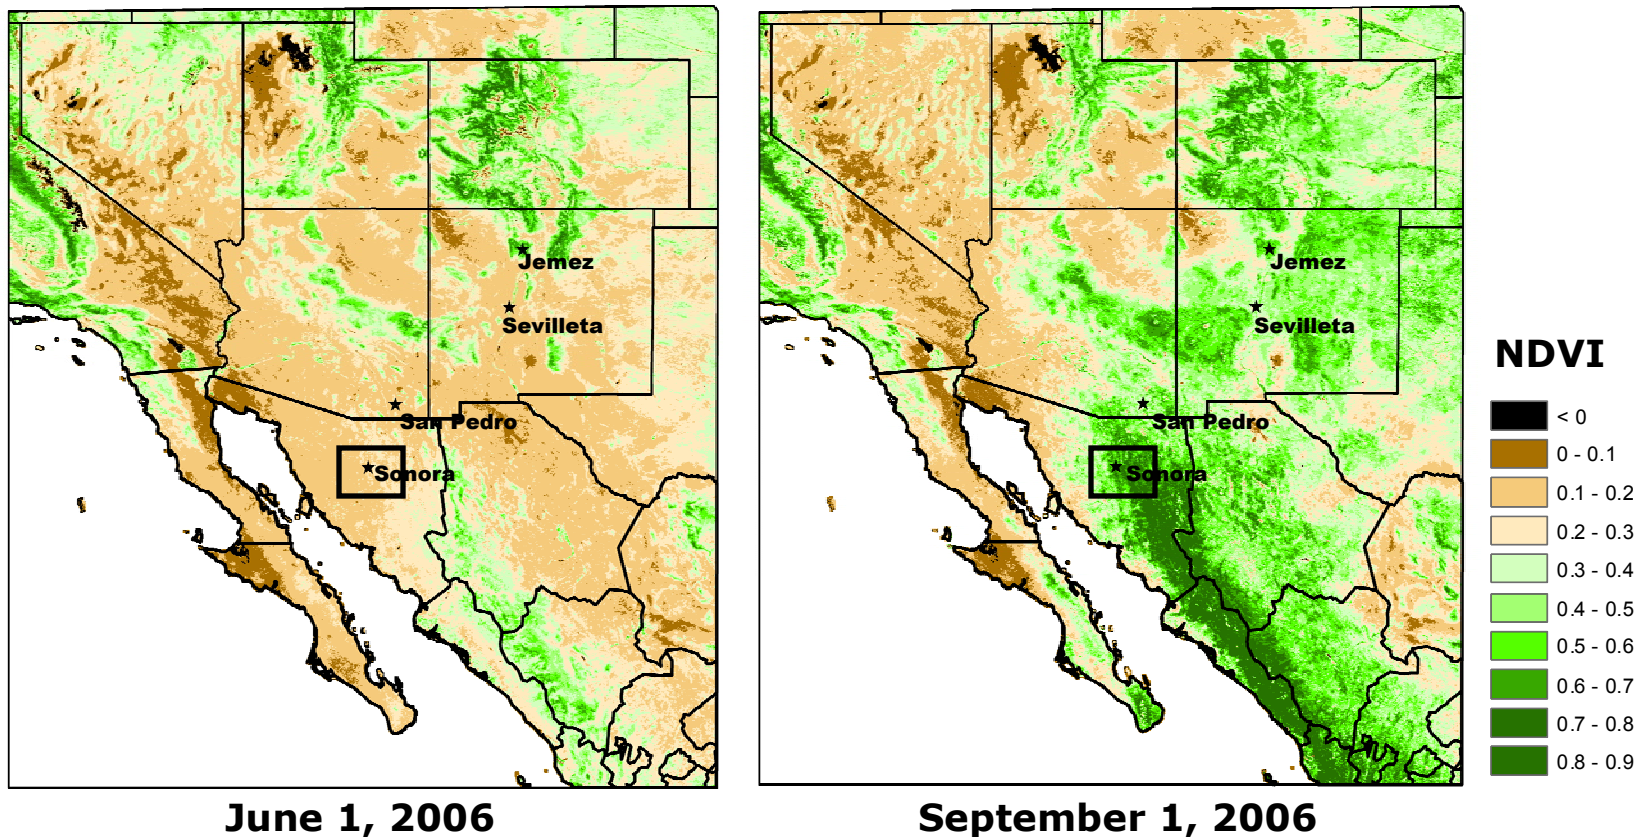 Jemez
Sevilleta
San Pedro
Sonora
June 1, 2006
Jemez
Sevilleta
San Pedro
Sonora
September 1, 2006
NDVI
< 0
0 - 0.1
0.1 - 0.2
0.2 - 0.3
0.3 - 0.4
0.4 - 0.5
0.5 - 0.6
0.6 - 0.7
0.7 - 0.8
0.8 - 0.9